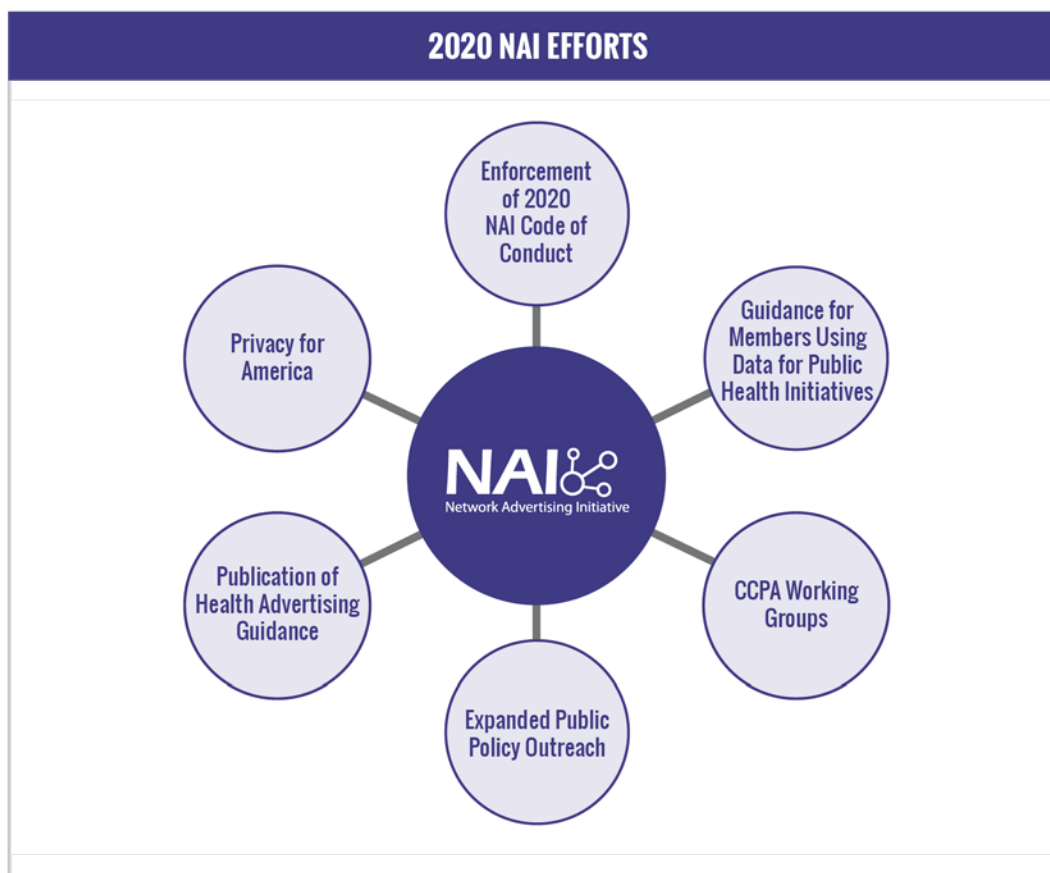 2020 NAI EFFORTS
Enforcement
of 2020
NAI Code of
Conduct
Guidance for
Members Using
Data for Public
Health Initiatives
CCPA Working
Groups
Expanded Public
Policy Outreach
Publication of
Health Advertising
Guidance
Privacy for
America
NAI
Network Advertising Initiative